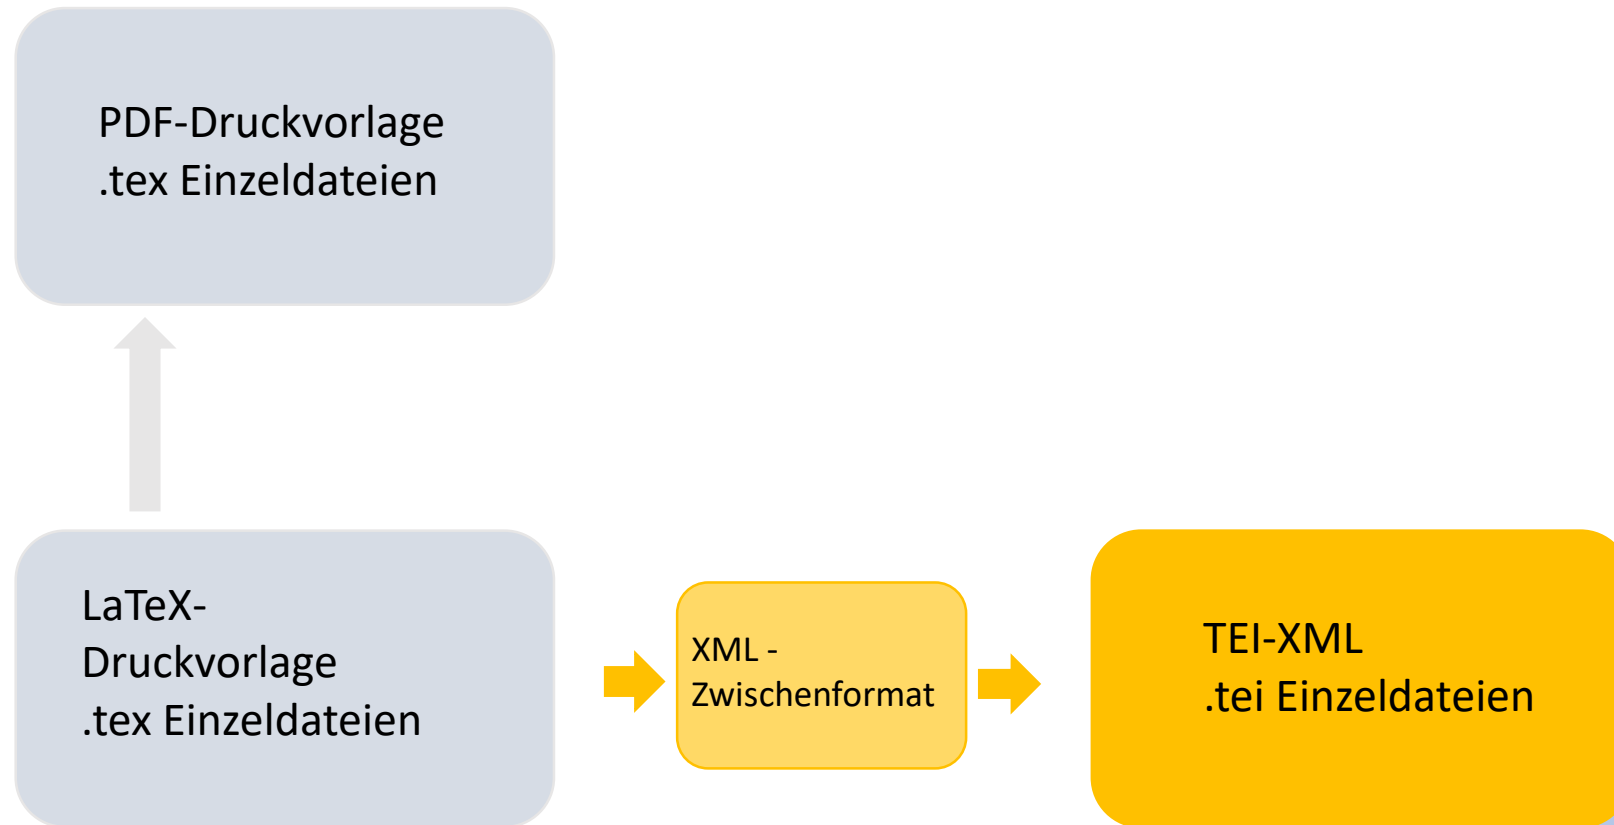 PDF-Druckvorlage
.tex Einzeldateien
LaTeX-
Druckvorlage
.tex Einzeldateien
XML -
Zwischenformat
TEI-XML
.tei Einzeldateien